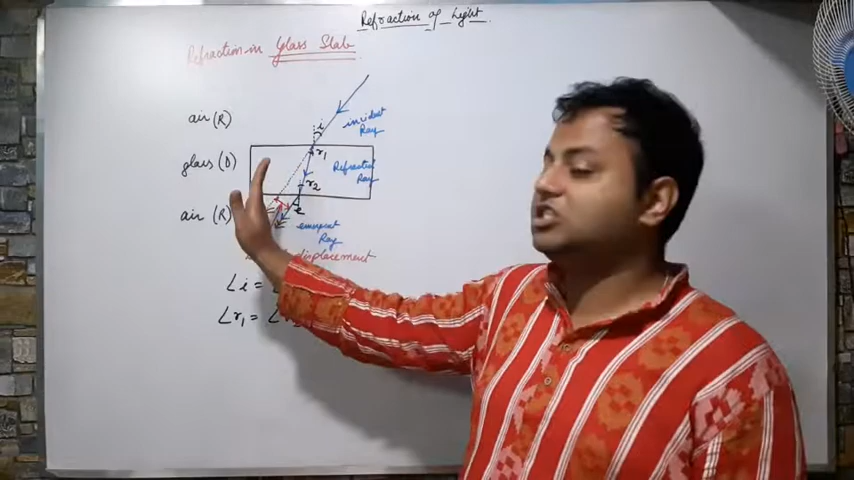 Refraction of Light.
Refraction in Glass Slab
air (R)
i
incident
Ray
glass (D)
r1
Refracted
Ray
r2
air (R)
emergent
Ray
displacement
∠i =
∠r1 = ∠